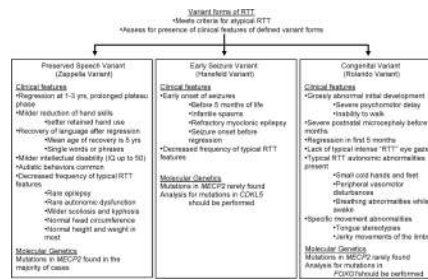 Variant forms of RTT
•Meets criteria for atypical RTT
•Assess for presence of clinical features of defined variant forms
Preserved Speech Variant
(Zappella Variant)
Clinical features
•Regression at 1-3 yrs, prolonged plateau
phase
•Milder reduction of hand skills
•better retained hand use
•Recovery of language after regression
•Mean age of recovery is 5 yrs
•Single words or phrases
•Milder intellectual disability (IQ up to 50)
•Autistic behaviors common
•Decreased frequency of typical RTT
features
•Rare epilepsy
•Rare autonomic dysfunction
•Milder scoliosis and kyphosis
•Normal head circumference
•Normal height and weight in
most
Molecular Genetics
Mutations in MECP2 found in the
majority of cases
Early Seizure Variant
(Hanefeld Variant)
Clinical features
•Early onset of seizures
•Before 5 months of life
•Infantile spasms
•Refractory myoclonic epilepsy
•Seizure onset before
regression
•Decreased frequency of typical RTT
features
Molecular Genetics
Mutations in MECP2 rarely found
Analysis for mutations in CDKL5
should be performed
Congenital Variant
(Rolando Variant)
Clinical features
•Grossly abnormal initial development
•Severe psychomotor delay
•Inability to walk
•Severe postnatal microcephaly before
months
•Regression in first 5 months
•Lack of typical intense "RTT" eye gaze
•Typical RTT autonomic abnormalities
present
•Small cold hands and feet
•Peripheral vasomotor
disturbances
•Breathing abnormalities while
awake
•Specific movement abnormalities
•Tongue stereotypies
•Jerky movements of the limbs
Molecular Genetics
Mutations in MECP2 rarely found
Analysis for mutations in
FOXG1should be performed